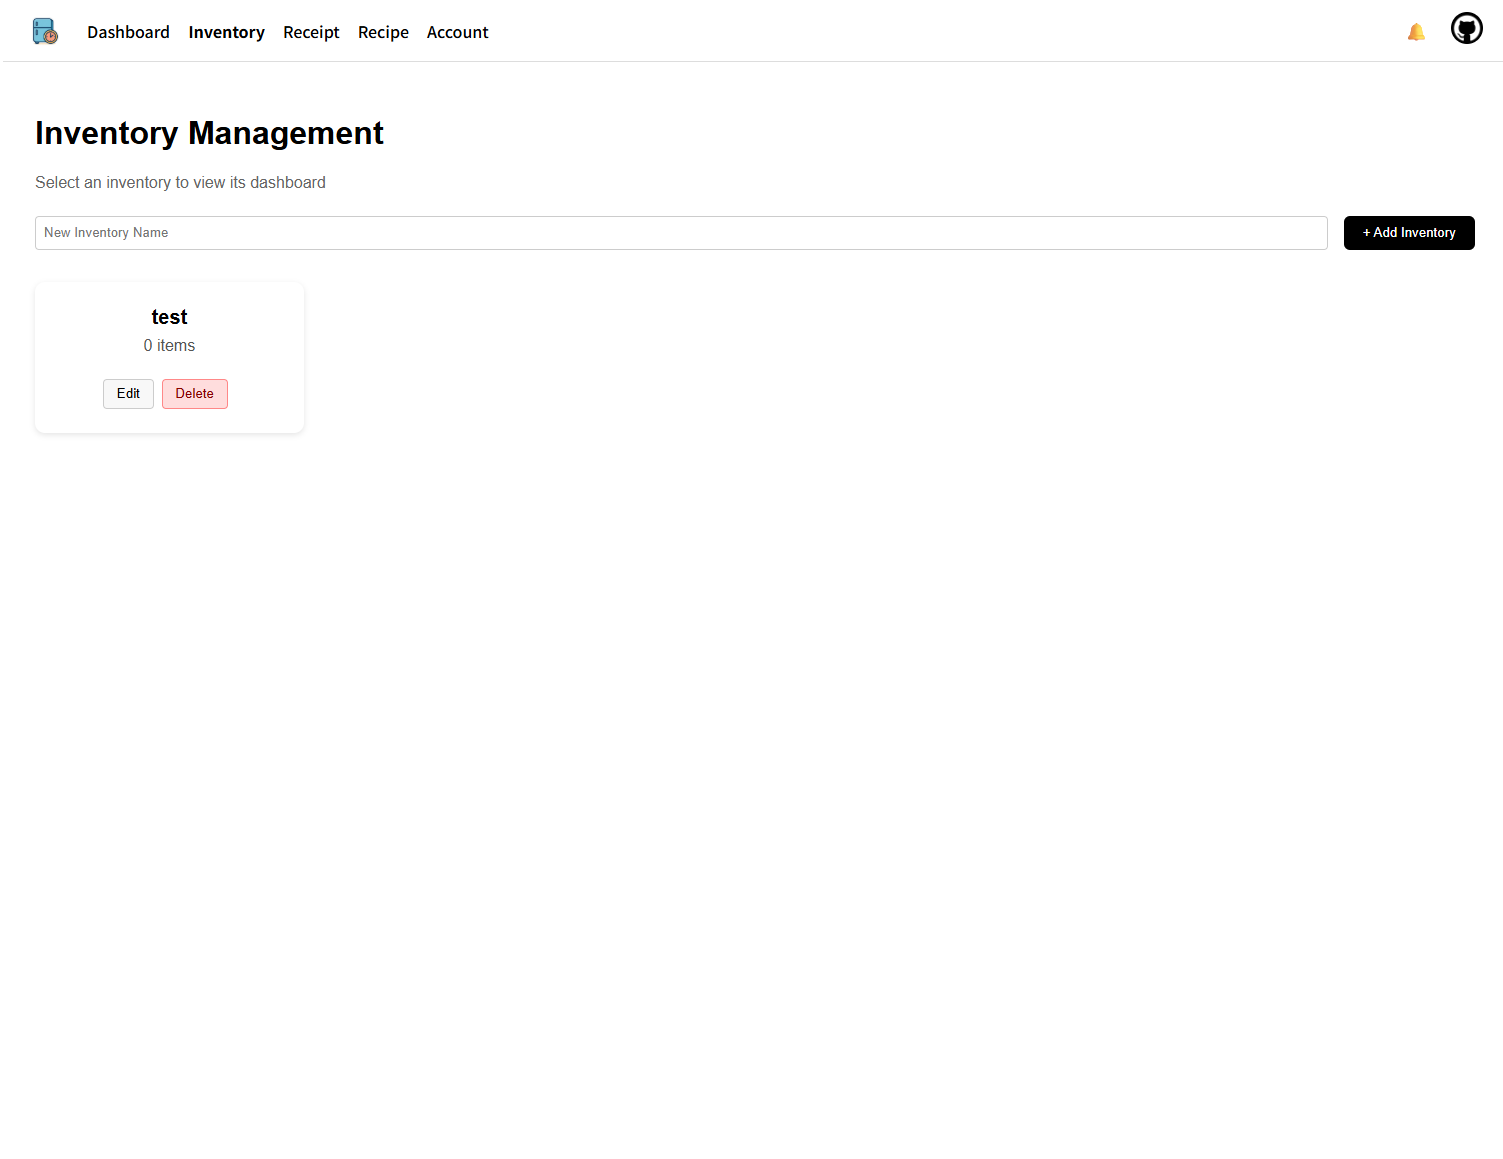 Dashboard Inventory Receipt Recipe Account
Inventory Management
Select an inventory to view its dashboard
New Inventory Name
+ Add Inventory
test
0 items
Edit Delete